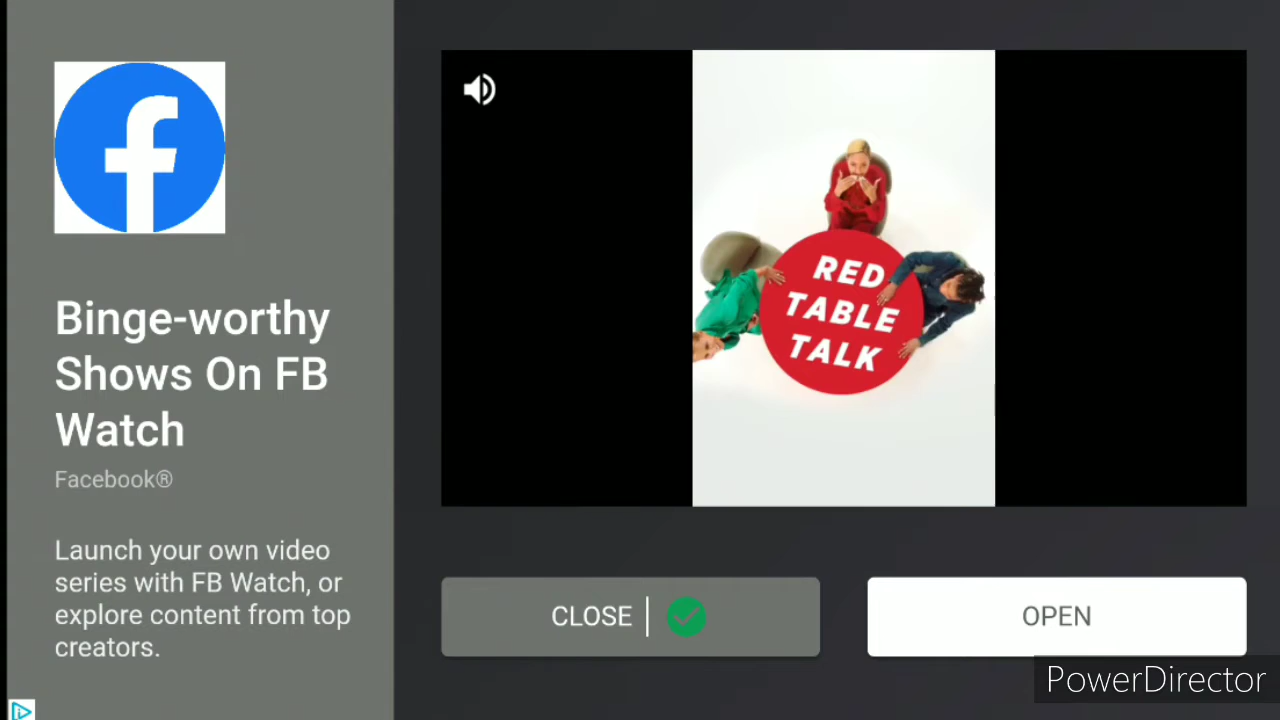 Binge-worthy
Shows On FB
Watch
Facebook®
Launch your own video
series with FB Watch, or
explore content from top
creators.
RED
TABLE
TALK
CLOSE
OPEN
PowerDirector